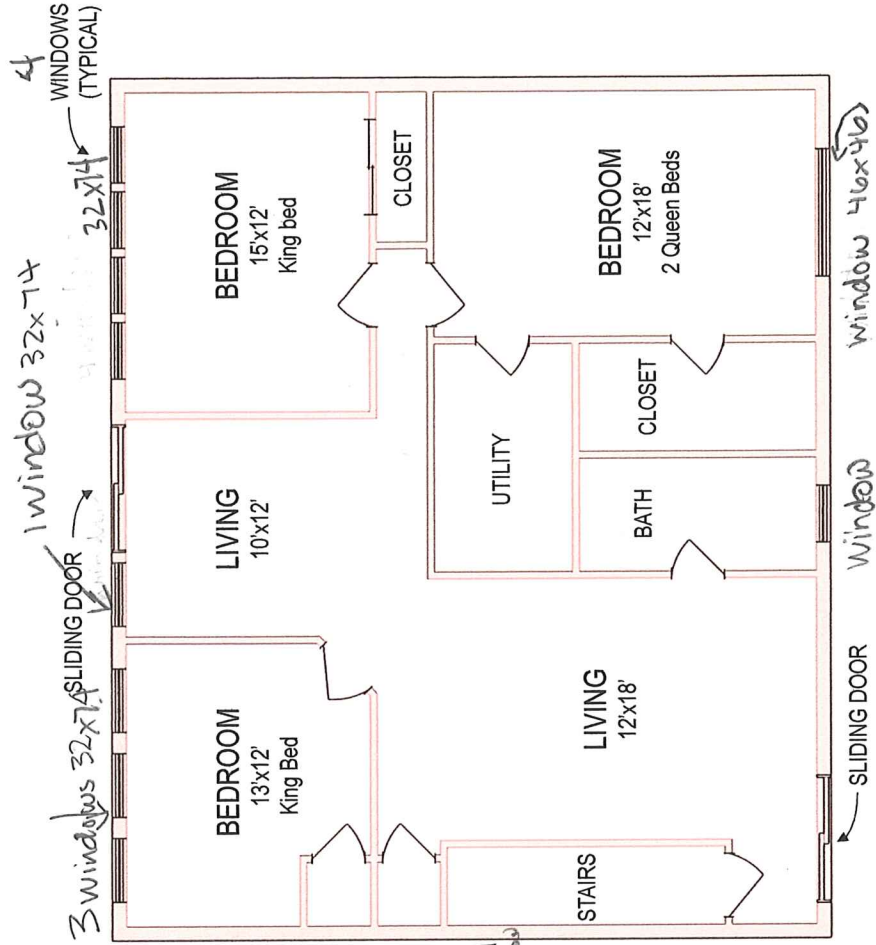 4
WINDOWS
(TYPICAL)
32x74
1 Window 32x74
SLIDING DOOR
3 Windows 32x74
BEDROOM
15'x12'
King bed
CLOSET
BEDROOM
12'x18'
2 Queen Beds
LIVING
10'x12'
UTILITY
CLOSET
BATH
BEDROOM
13'x12'
King Bed
LIVING
12'x18'
STAIRS
Window 46x46
Window
SLIDING DOOR